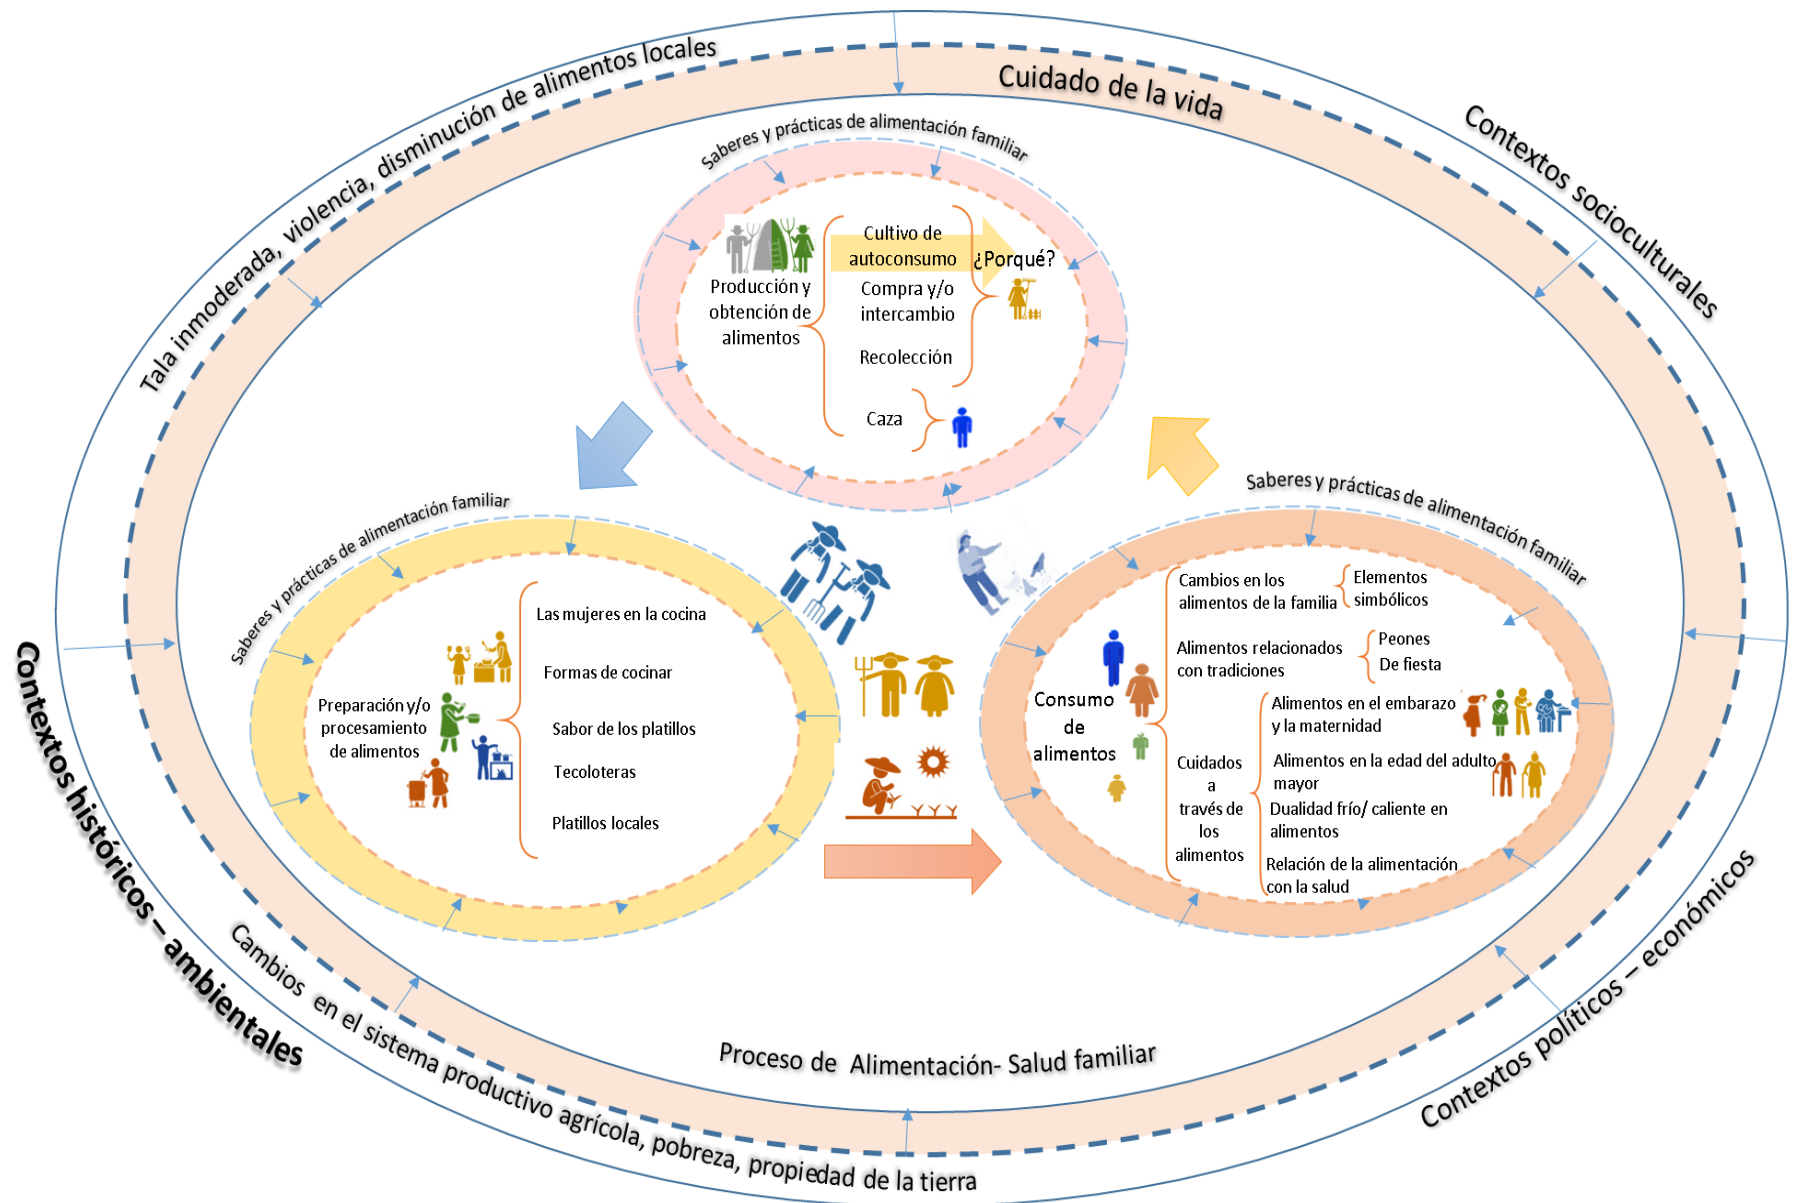 Tala inmoderada, violencia, disminución de alimentos locales
Cuidado de la vida
Contextos socioculturales
Saberes y prácticas de alimentación familiar
Producción y
obtención de
alimentos
Cultivo de
autoconsumo
¿Porqué?
Compra y/o
intercambio
Recolección
Caza
Saberes y prácticas de alimentación familiar
Preparación y/o
procesamiento
de alimentos
Las mujeres en la cocina
Formas de cocinar
Sabor de los platillos
Tecoloteras
Platillos locales
Saberes y prácticas de alimentación familiar
Consumo
de
alimentos
Cambios en los
alimentos de la familia
Elementos
simbólicos
Alimentos relacionados
con tradiciones
Peones
De fiesta
Cuidados
a
través de
los
alimentos
Alimentos en el embarazo
y la maternidad
Alimentos en la edad del adulto
mayor
Dualidad frío/ caliente en
alimentos
Relación de la alimentación
con la salud
Proceso de Alimentación- Salud familiar
Contextos históricos – ambientales
Cambios en el sistema productivo agrícola, pobreza, propiedad de la tierra
Contextos políticos – económicos